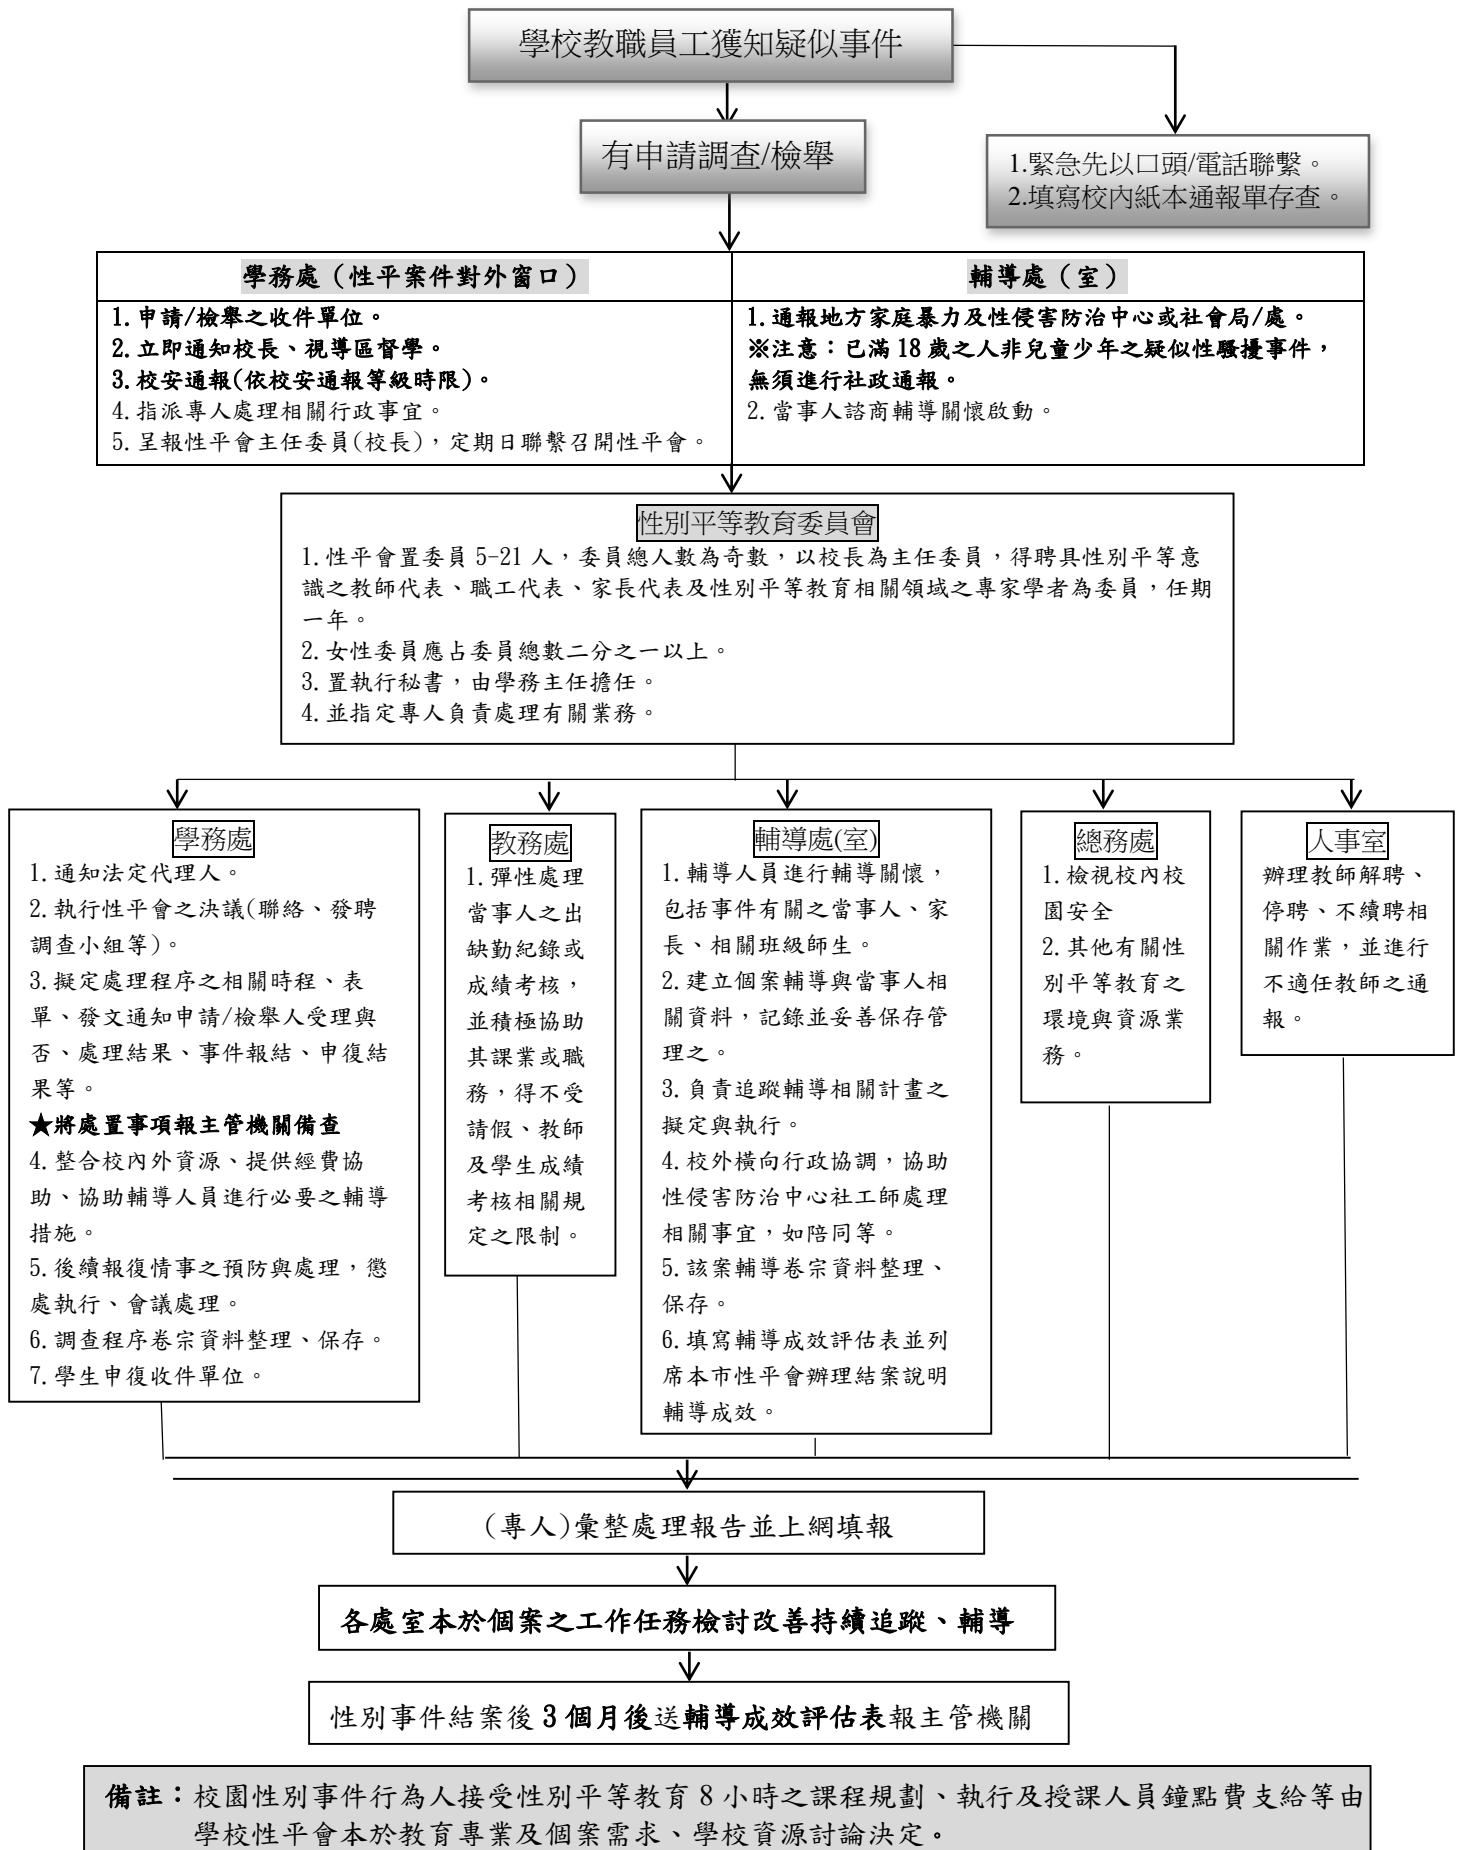 學校教職員工獲知疑似事件
有申請調查/檢舉
1.緊急先以口頭/電話聯繫。
2.填寫校內紙本通報單存查。
學務處（性平案件對外窗口）
1.申請/檢舉之收件單位。
2.立即通知校長、視導區督學。
3.校安通報(依校安通報等級時限)。
4.指派專人處理相關行政事宜。
5.呈報性平會主任委員(校長)，定期日聯繫召開性平會。
輔導處（室）
1.通報地方家庭暴力及性侵害防治中心或社會局/處。
※注意：已滿 18 歲之人非兒童少年之疑似性騷擾事件，
無須進行社政通報。
2.當事人諮商輔導關懷啟動。
性別平等教育委員會
1.性平會置委員 5-21 人，委員總人數為奇數，以校長為主任委員，得聘具性別平等意
識之教師代表、職工代表、家長代表及性別平等教育相關領域之專家學者為委員，任期
一年。
2.女性委員應占委員總數二分之一以上。
3.置執行秘書，由學務主任擔任。
4.並指定專人負責處理有關業務。
學務處
1.通知法定代理人。
2.執行性平會之決議(聯絡、發聘
調查小組等)。
3.擬定處理程序之相關時程、表
單、發文通知申請/檢舉人受理與
否、處理結果、事件報結、申復結
果等。
★將處置事項報主管機關備查
4.整合校內外資源、提供經費協
助、協助輔導人員進行必要之輔導
措施。
5.後續報復情事之預防與處理，懲
處執行、會議處理。
6.調查程序卷宗資料整理、保存。
7.學生申復收件單位。
教務處
1.彈性處理
當事人之出
缺勤紀錄或
成績考核，
並積極協助
其課業或職
務，得不受
請假、教師
及學生成績
考核相關規
定之限制。
輔導處(室)
1.輔導人員進行輔導關懷，
包括事件有關之當事人、家
長、相關班級師生。
2.建立個案輔導與當事人相
關資料，記錄並妥善保存管
理之。
3.負責追蹤輔導相關計畫之
擬定與執行。
4.校外橫向行政協調，協助
性侵害防治中心社工師處理
相關事宜，如陪同等。
5.該案輔導卷宗資料整理、
保存。
6.填寫輔導成效評估表並列
席本市性平會辦理結案說明
輔導成效。
總務處
1.檢視校內校
園安全
2.其他有關性
別平等教育之
環境與資源業
務。
人事室
辦理教師解聘、
停聘、不續聘相
關作業，並進行
不適任教師之通
報。
（專人)彙整處理報告並上網填報
各處室本於個案之工作任務檢討改善持續追蹤、輔導
性別事件結案後 3 個月後送輔導成效評估表報主管機關
備註：校園性別事件行為人接受性別平等教育 8 小時之課程規劃、執行及授課人員鐘點費支給等由
學校性平會本於教育專業及個案需求、學校資源討論決定。